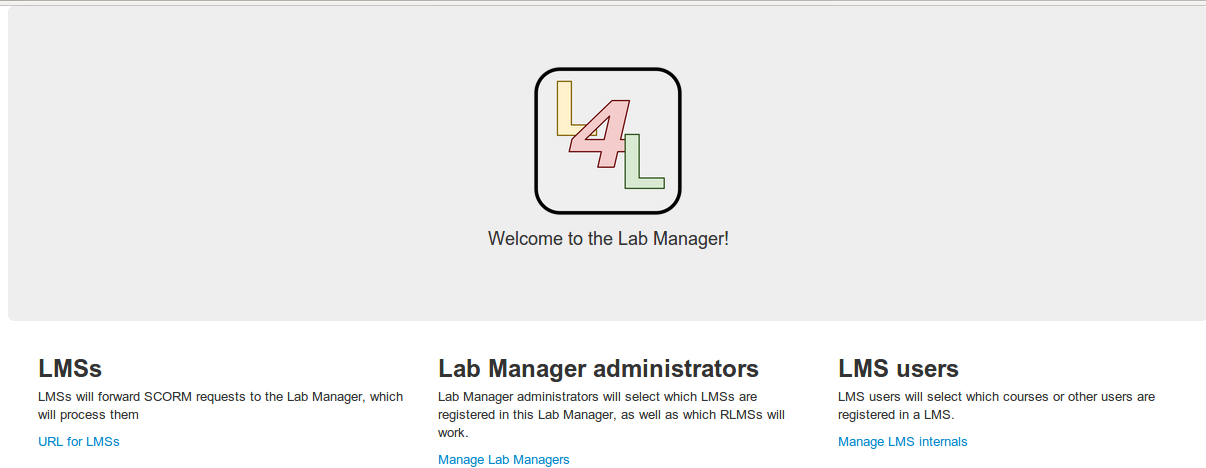 L4L
Welcome to the Lab Manager!
LMSs
LMSs will forward SCORM requests to the Lab Manager, which
will process them
URL for LMSs
Lab Manager administrators
Lab Manager administrators will select which LMSs are
registered in this Lab Manager, as well as which RLMSs will
work.
Manage Lab Managers
LMS users
LMS users will select which courses or other users are
registered in a LMS.
Manage LMS internals